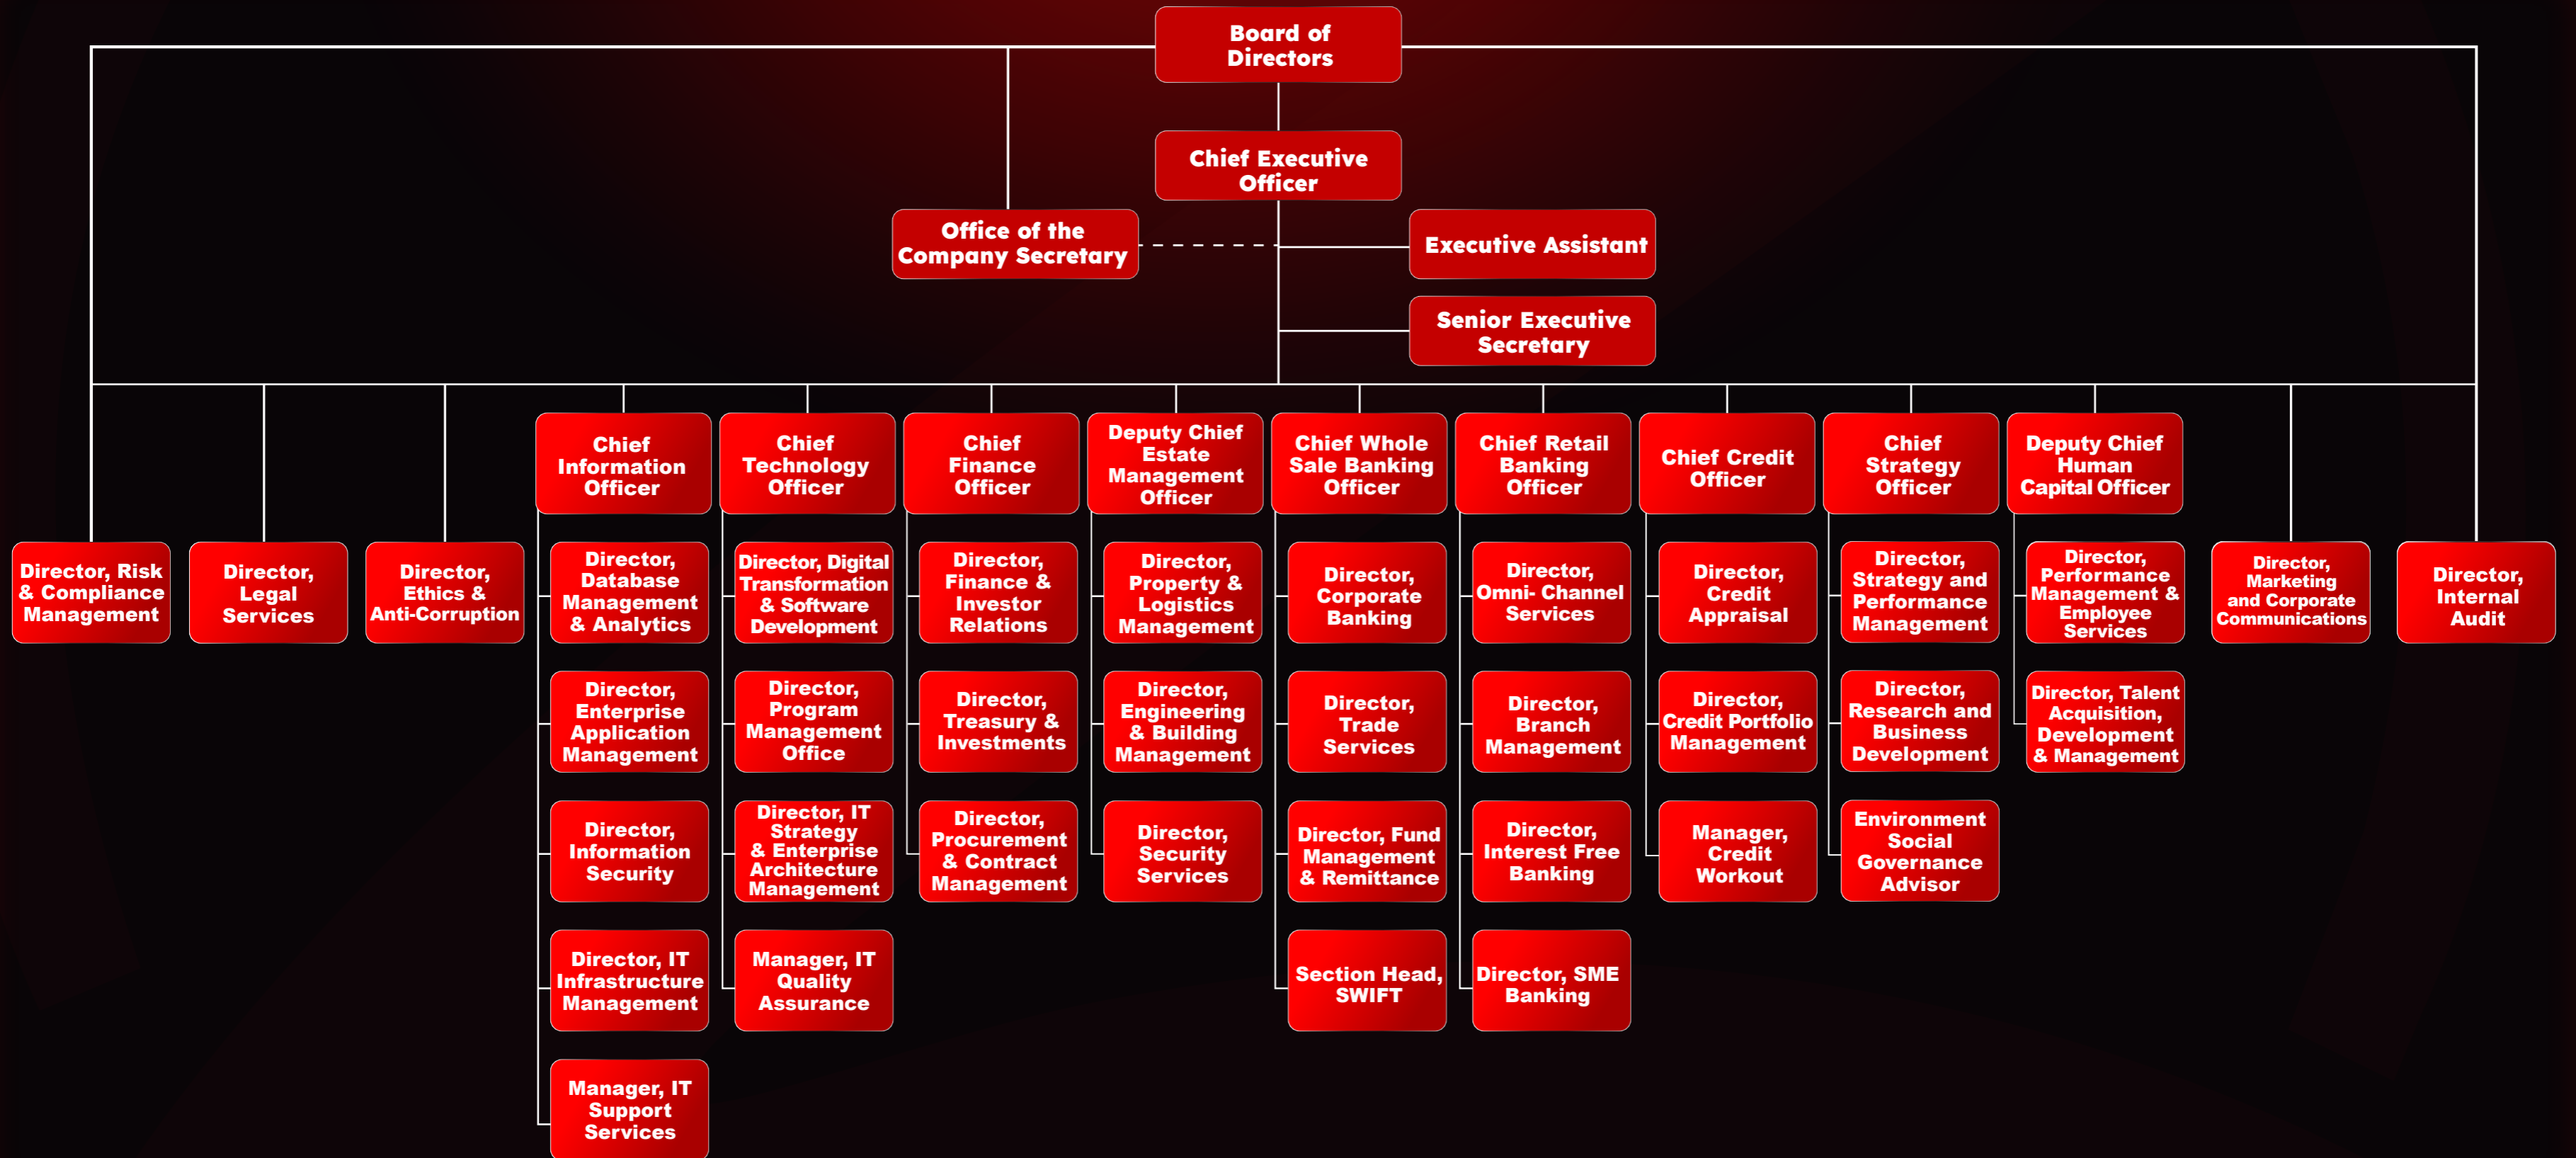 Board of
Directors
Chief Executive
Officer
Office of the
Company Secretary
Executive Assistant
Senior Executive
Secretary
Chief
Information
Officer
Chief
Technology
Officer
Chief
Finance
Officer
Deputy Chief
Estate
Management
Officer
Chief Whole
Sale Banking
Officer
Chief Retail
Banking
Officer
Chief Credit
Officer
Chief
Strategy
Officer
Deputy Chief
Human
Capital Officer
Director, Risk
& Compliance
Management
Director,
Legal
Services
Director,
Ethics &
Anti-Corruption
Director,
Database
Management
& Analytics
Director, Digital
Transformation
& Software
Development
Director,
Finance &
Investor
Relations
Director,
Property &
Logistics
Management
Director,
Corporate
Banking
Director,
Omni- Channel
Services
Director,
Credit
Appraisal
Director,
Strategy and
Performance
Management
Director,
Performance
Management &
Employee
Services
Director,
Marketing
and Corporate
Communications
Director,
Internal
Audit
Director,
Enterprise
Application
Management
Director,
Program
Management
Office
Director,
Treasury &
Investments
Director,
Engineering
& Building
Management
Director,
Trade
Services
Director,
Branch
Management
Director,
Credit Portfolio
Management
Director,
Research and
Business
Development
Director, Talent
Acquisition,
Development
& Management
Director,
Information
Security
Director, IT
Strategy
& Enterprise
Architecture
Management
Director,
Procurement
& Contract
Management
Director,
Security
Services
Director, Fund
Management
& Remittance
Director,
Interest Free
Banking
Manager,
Credit
Workout
Environment
Social
Governance
Advisor
Director, IT
Infrastructure
Management
Manager, IT
Quality
Assurance
Section Head,
SWIFT
Director, SME
Banking
Manager, IT
Support
Services